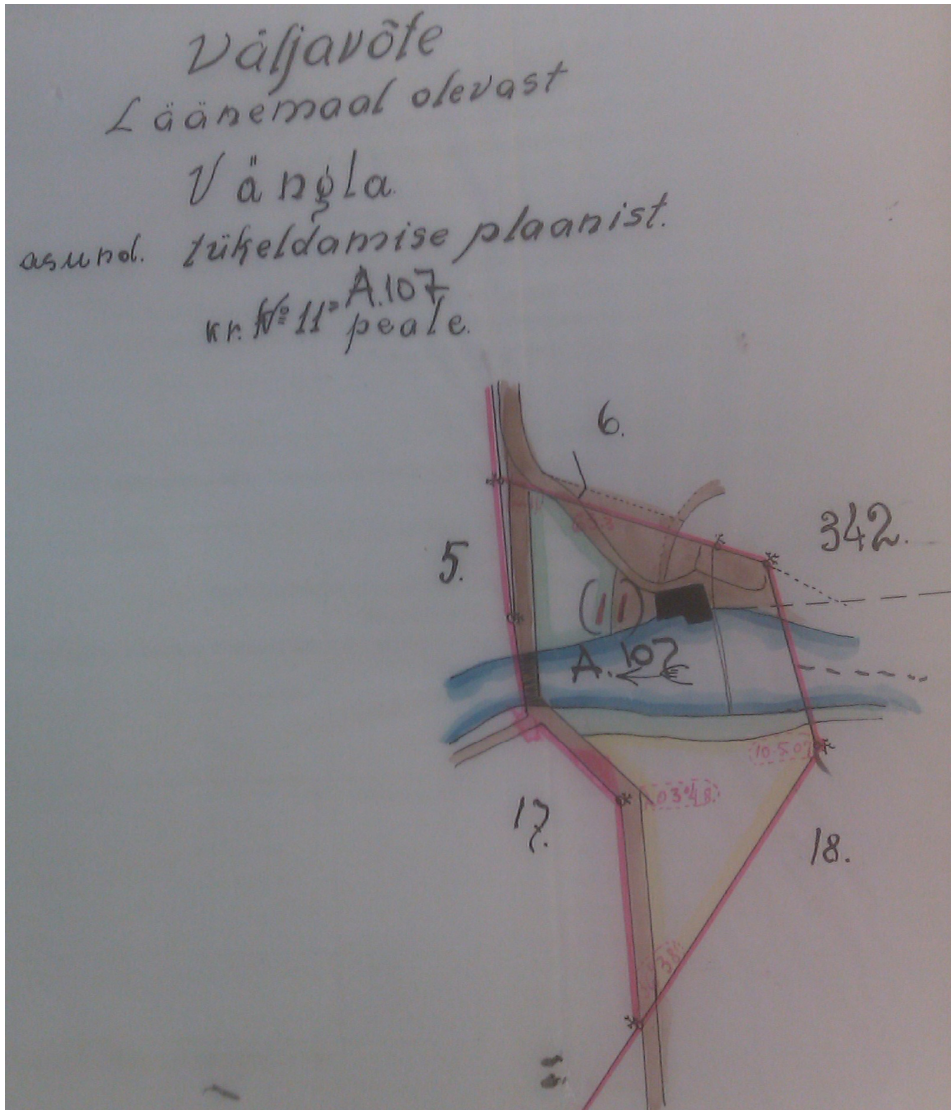 Väljavõte
Läänemaal olevast
Vängla
asund. tükeldamise plaanist.
A.107
kr. № 11 peale.
6.
342.
5.
(11)
A.107
17.
18.